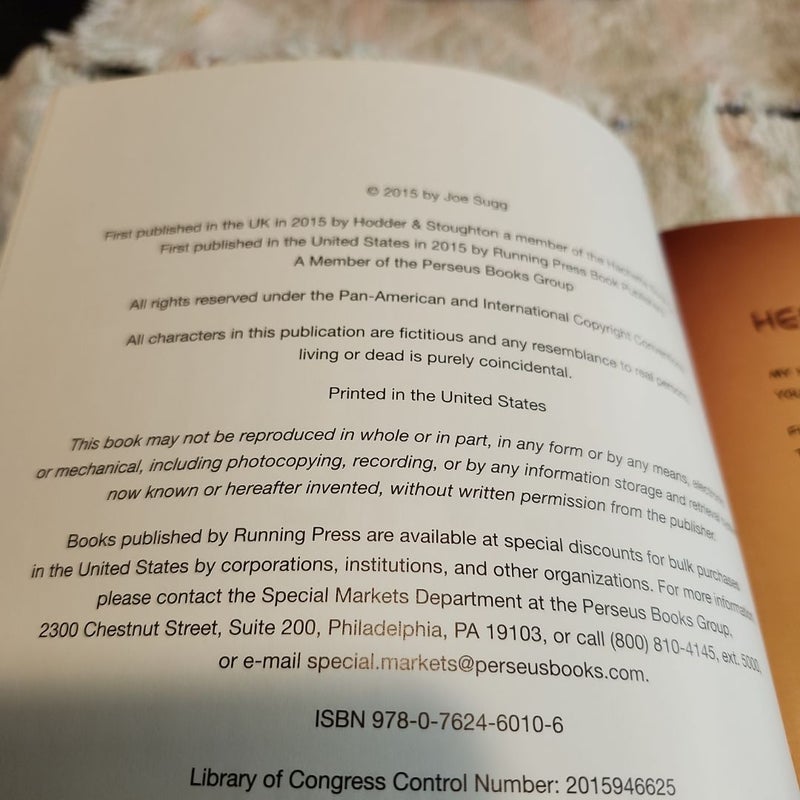 © 2015 by Joe Sugg
First published in the UK in 2015 by Hodder & Stoughton a member of the Hachette
First published in the United States in 2015 by Running Press Book Publishers
A Member of the Perseus Books Group
All rights reserved under the Pan-American and International Copyright Conventions
All characters in this publication are fictitious and any resemblance to real persons,
living or dead is purely coincidental.
Printed in the United States
This book may not be reproduced in whole or in part, in any form or by any means, electronic
or mechanical, including photocopying, recording, or by any information storage and retrieval
now known or hereafter invented, without written permission from the publisher.
Books published by Running Press are available at special discounts for bulk purchases
in the United States by corporations, institutions, and other organizations. For more information,
please contact the Special Markets Department at the Perseus Books Group,
2300 Chestnut Street, Suite 200, Philadelphia, PA 19103, or call (800) 810-4145, ext. 5000,
or e-mail special.markets@perseusbooks.com.
ISBN 978-0-7624-6010-6
Library of Congress Control Number: 2015946625